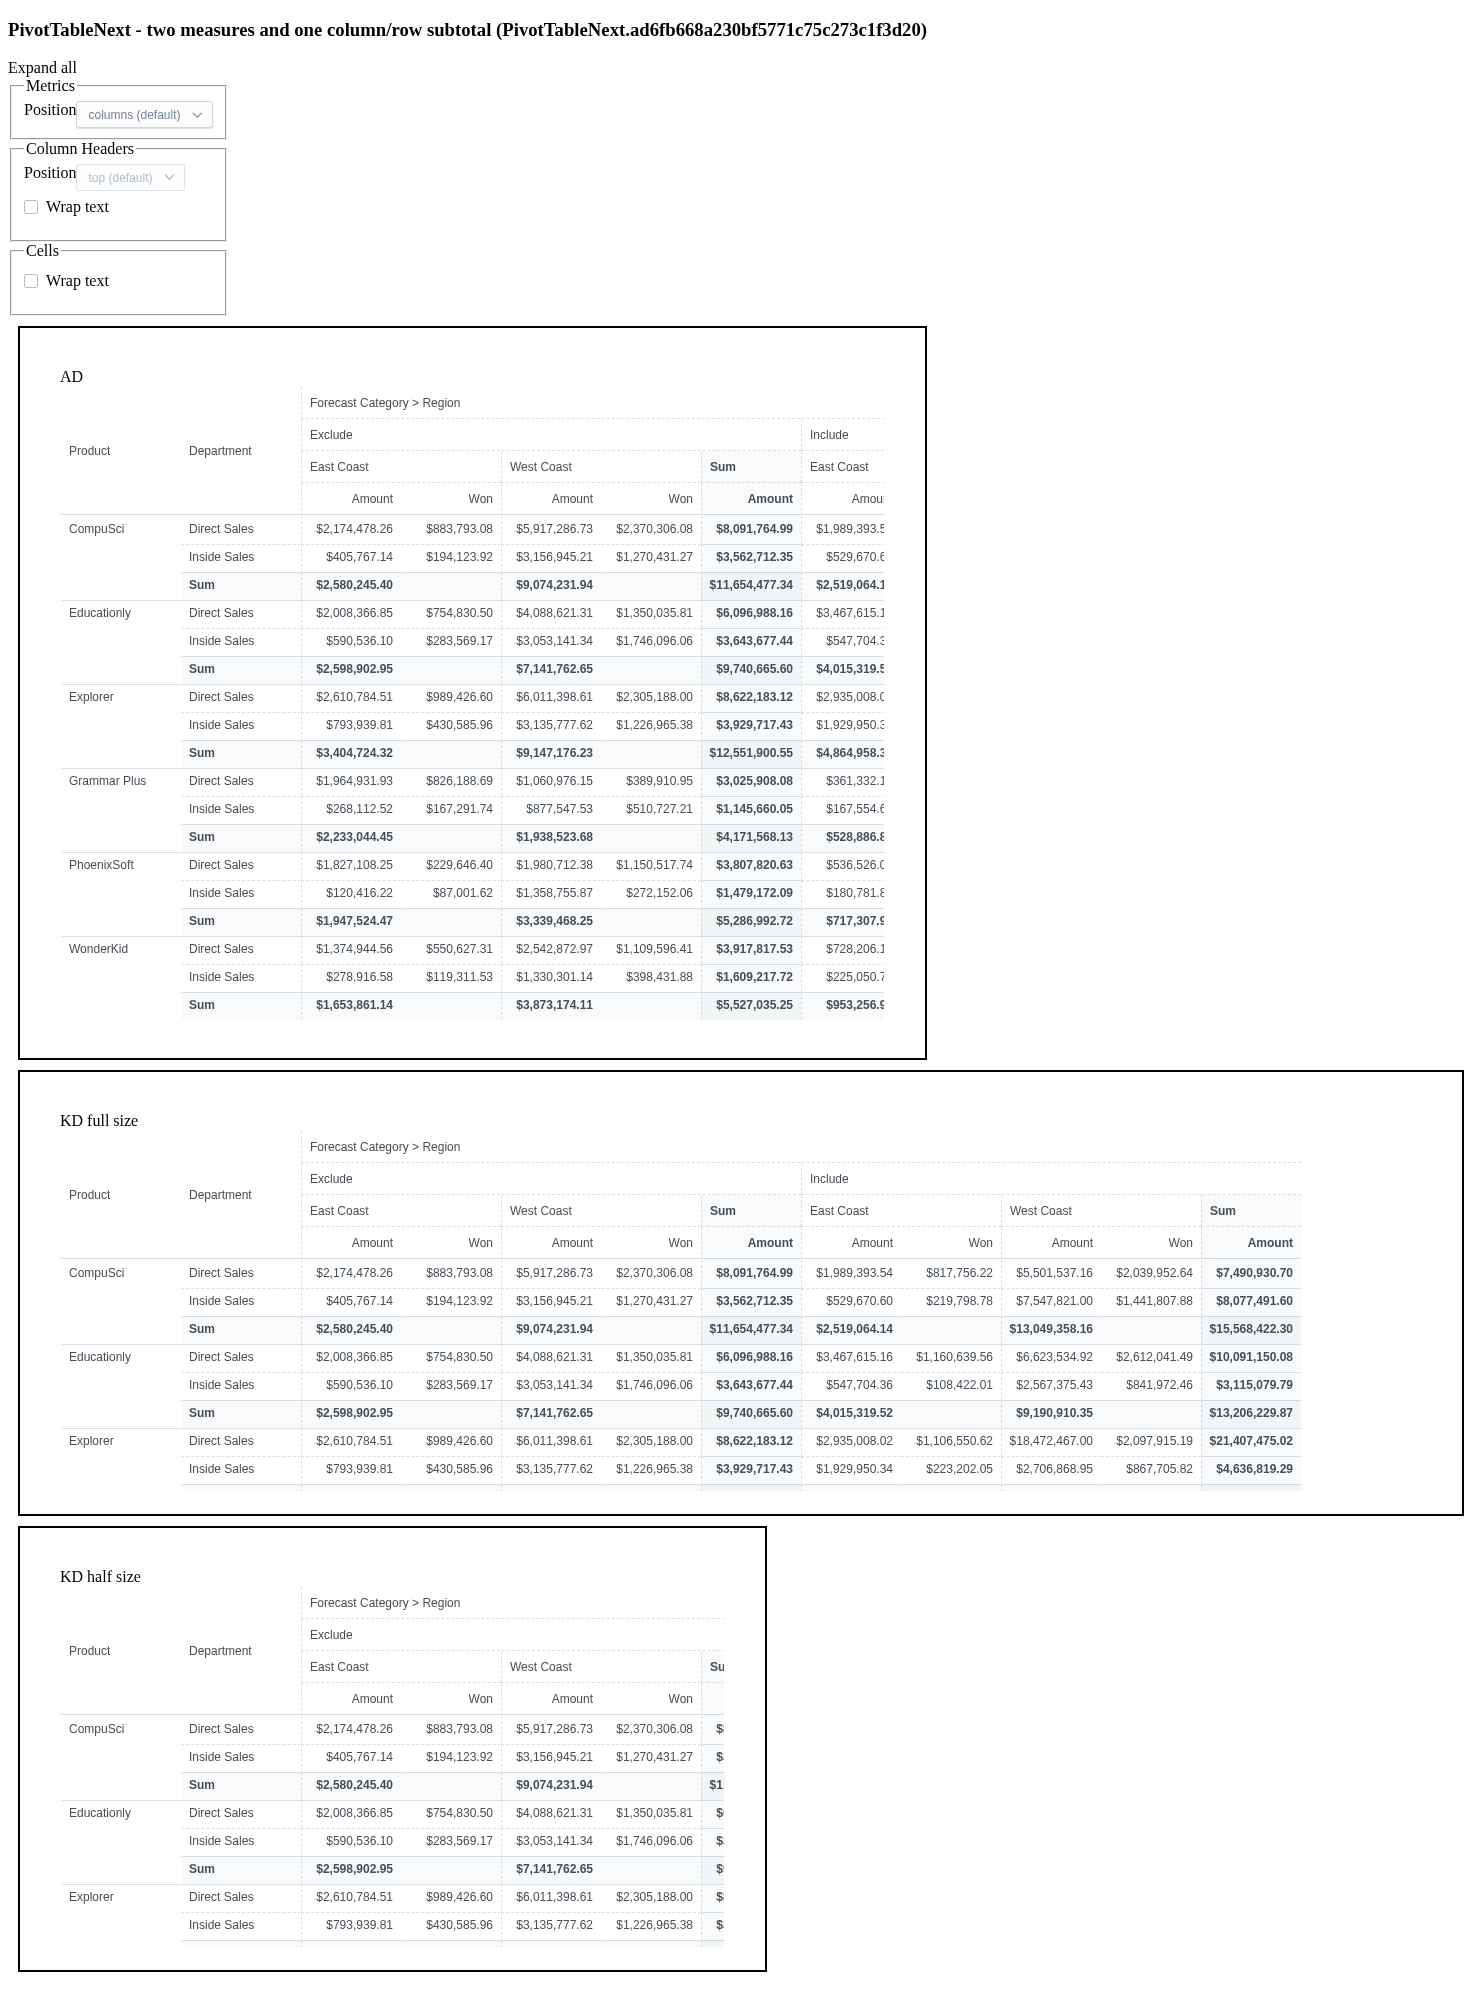 PivotTableNext - two measures and one column/row subtotal (PivotTableNext.ad6fb668a230bf5771c75c273c1f3d20)
Expand all
Metrics
Position columns (default)
Column Headers
Position top (default)
Wrap text
Cells
Wrap text
AD
Forecast Category > Region
Exclude Include
Product Department
East Coast West Coast Sum East Coast
Amount Won Amount Won Amount
CompuSci Direct Sales $2,174,478.26 $883,793.08 $5,917,286.73 $2,370,306.08 $8,091,764.99 $1,989,393.5
Inside Sales $405,767.14 $194,123.92 $3,156,945.21 $1,270,431.27 $3,562,712.35 $529,670.6
Sum $2,580,245.40 $9,074,231.94 $11,654,477.34 $2,519,064.1
Educationly Direct Sales $2,008,366.85 $754,830.50 $4,088,621.31 $1,350,035.81 $6,096,988.16 $3,467,615.1
Inside Sales $590,536.10 $283,569.17 $3,053,141.34 $1,746,096.06 $3,643,677.44 $547,704.3
Sum $2,598,902.95 $7,141,762.65 $9,740,665.60 $4,015,319.5
Explorer Direct Sales $2,610,784.51 $989,426.60 $6,011,398.61 $2,305,188.00 $8,622,183.12 $2,935,008.0
Inside Sales $793,939.81 $430,585.96 $3,135,777.62 $1,226,965.38 $3,929,717.43 $1,929,950.3
Sum $3,404,724.32 $9,147,176.23 $12,551,900.55 $4,864,958.3
Grammar Plus Direct Sales $1,964,931.93 $826,188.69 $1,060,976.15 $389,910.95 $3,025,908.08 $361,332.1
Inside Sales $268,112.52 $167,291.74 $877,547.53 $510,727.21 $1,145,660.05 $167,554.6
Sum $2,233,044.45 $1,938,523.68 $4,171,568.13 $528,886.8
PhoenixSoft Direct Sales $1,827,108.25 $229,646.40 $1,980,712.38 $1,150,517.74 $3,807,820.63 $536,526.0
Inside Sales $120,416.22 $87,001.62 $1,358,755.87 $272,152.06 $1,479,172.09 $180,781.8
Sum $1,947,524.47 $3,339,468.25 $5,286,992.72 $717,307.9
WonderKid Direct Sales $1,374,944.56 $550,627.31 $2,542,872.97 $1,109,596.41 $3,917,817.53 $728,206.1
Inside Sales $278,916.58 $119,311.53 $1,330,301.14 $398,431.88 $1,609,217.72 $225,050.7
Sum $1,653,861.14 $3,873,174.11 $5,527,035.25 $953,256.9
KD full size
Forecast Category > Region
Exclude Include
Product Department
East Coast West Coast Sum East Coast West Coast Sum
Amount Won Amount Won Amount Amount Won Amount Won Amount
CompuSci Direct Sales $2,174,478.26 $883,793.08 $5,917,286.73 $2,370,306.08 $8,091,764.99 $1,989,393.54 $817,756.22 $5,501,537.16 $2,039,952.64 $7,490,930.70
Inside Sales $405,767.14 $194,123.92 $3,156,945.21 $1,270,431.27 $3,562,712.35 $529,670.60 $219,798.78 $7,547,821.00 $1,441,807.88 $8,077,491.60
Sum $2,580,245.40 $9,074,231.94 $11,654,477.34 $2,519,064.14 $13,049,358.16 $15,568,422.30
Educationly Direct Sales $2,008,366.85 $754,830.50 $4,088,621.31 $1,350,035.81 $6,096,988.16 $3,467,615.16 $1,160,639.56 $6,623,534.92 $2,612,041.49 $10,091,150.08
Inside Sales $590,536.10 $283,569.17 $3,053,141.34 $1,746,096.06 $3,643,677.44 $547,704.36 $108,422.01 $2,567,375.43 $841,972.46 $3,115,079.79
Sum $2,598,902.95 $7,141,762.65 $9,740,665.60 $4,015,319.52 $9,190,910.35 $13,206,229.87
Explorer Direct Sales $2,610,784.51 $989,426.60 $6,011,398.61 $2,305,188.00 $8,622,183.12 $2,935,008.02 $1,106,550.62 $18,472,467.00 $2,097,915.19 $21,407,475.02
Inside Sales $793,939.81 $430,585.96 $3,135,777.62 $1,226,965.38 $3,929,717.43 $1,929,950.34 $223,202.05 $2,706,868.95 $867,705.82 $4,636,819.29
KD half size
Forecast Category > Region
Exclude
Product Department
East Coast West Coast Su
Amount Won Amount Won
CompuSci Direct Sales $2,174,478.26 $883,793.08 $5,917,286.73 $2,370,306.08
Inside Sales $405,767.14 $194,123.92 $3,156,945.21 $1,270,431.27
Sum $2,580,245.40 $9,074,231.94 $1
Educationly Direct Sales $2,008,366.85 $754,830.50 $4,088,621.31 $1,350,035.81
Inside Sales $590,536.10 $283,569.17 $3,053,141.34 $1,746,096.06
Sum $2,598,902.95 $7,141,762.65
Explorer Direct Sales $2,610,784.51 $989,426.60 $6,011,398.61 $2,305,188.00
Inside Sales $793,939.81 $430,585.96 $3,135,777.62 $1,226,965.38